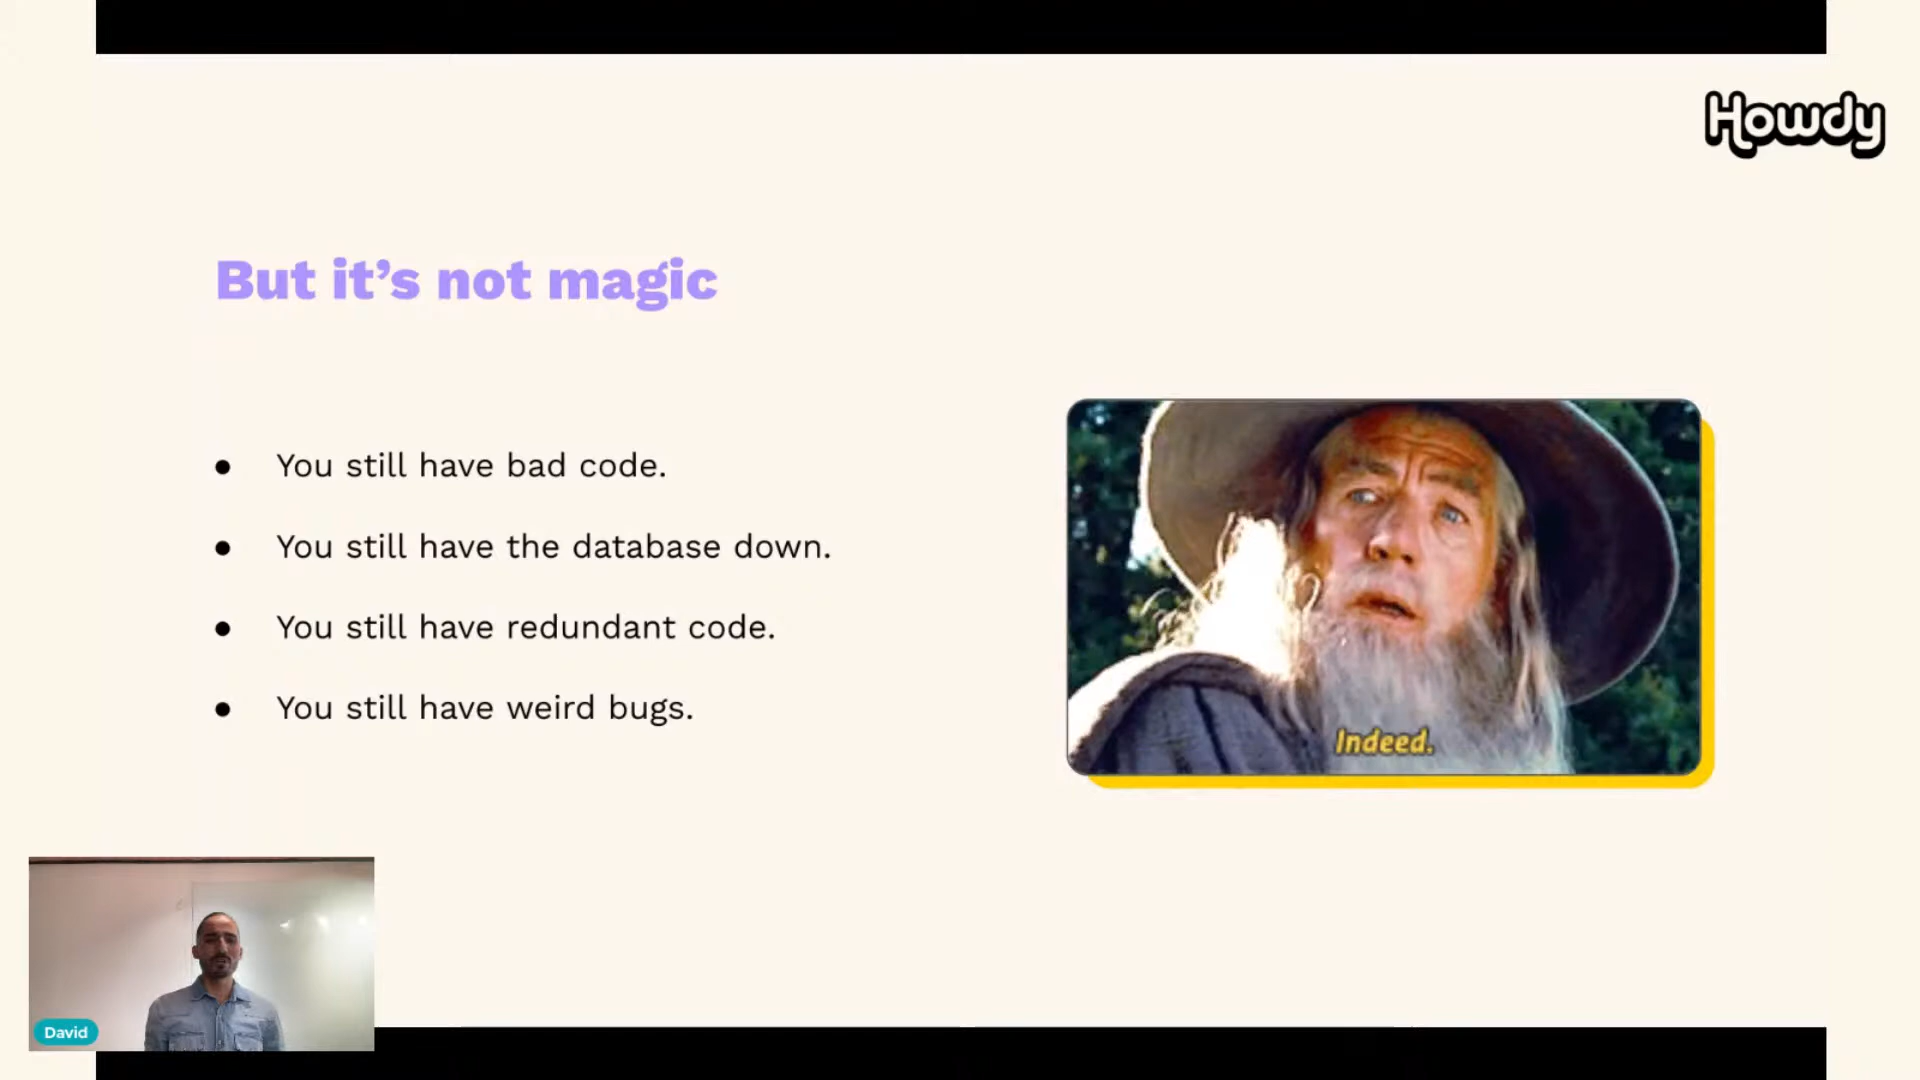 Howdy
But it's not magic
● You still have bad code.
● You still have the database down.
● You still have redundant code.
● You still have weird bugs.
Indeed.
David